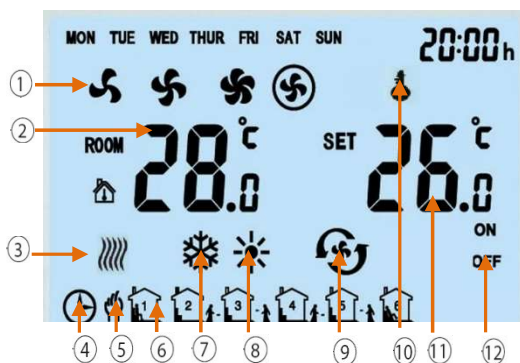 MON TUE WED THUR FRI SAT SUN 20:00h
①
② ROOM 28.0 °C SET 26.0 °C
ON
③ OFF
1 2 3 4 5 6
④ ⑤ ⑥ ⑦ ⑧ ⑨ ⑩ ⑪ ⑫